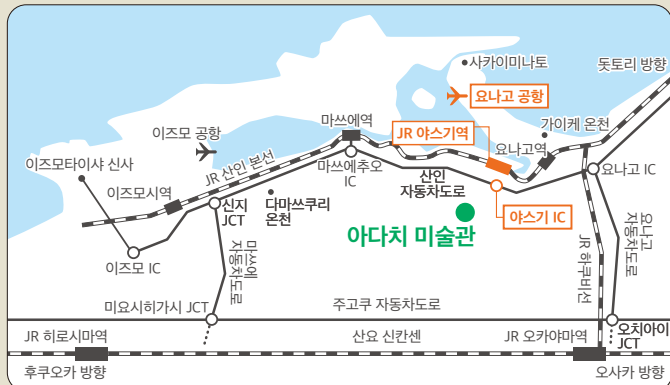 사카이미나토
돗토리 방향
요나고 공항
가이케 온천
마쓰에역
이즈모 공항
JR 야스기역
요나고역
JR 산인 본선
이즈모타이샤 신사
마쓰에추오
IC
산인
자동차도로
요나고 IC
이즈모시역
다마쓰쿠리
온천
신지
JCT
야스기 IC
아다치 미술관
마쓰에
자동차도로
요나고
자동차도로
JR 하쿠비선
이즈모 IC
미요시히가시 JCT
주고쿠 자동차도로
JR 히로시마역
산요 신칸센
JR 오카야마역
오치아이
JCT
후쿠오카 방향
오사카 방향